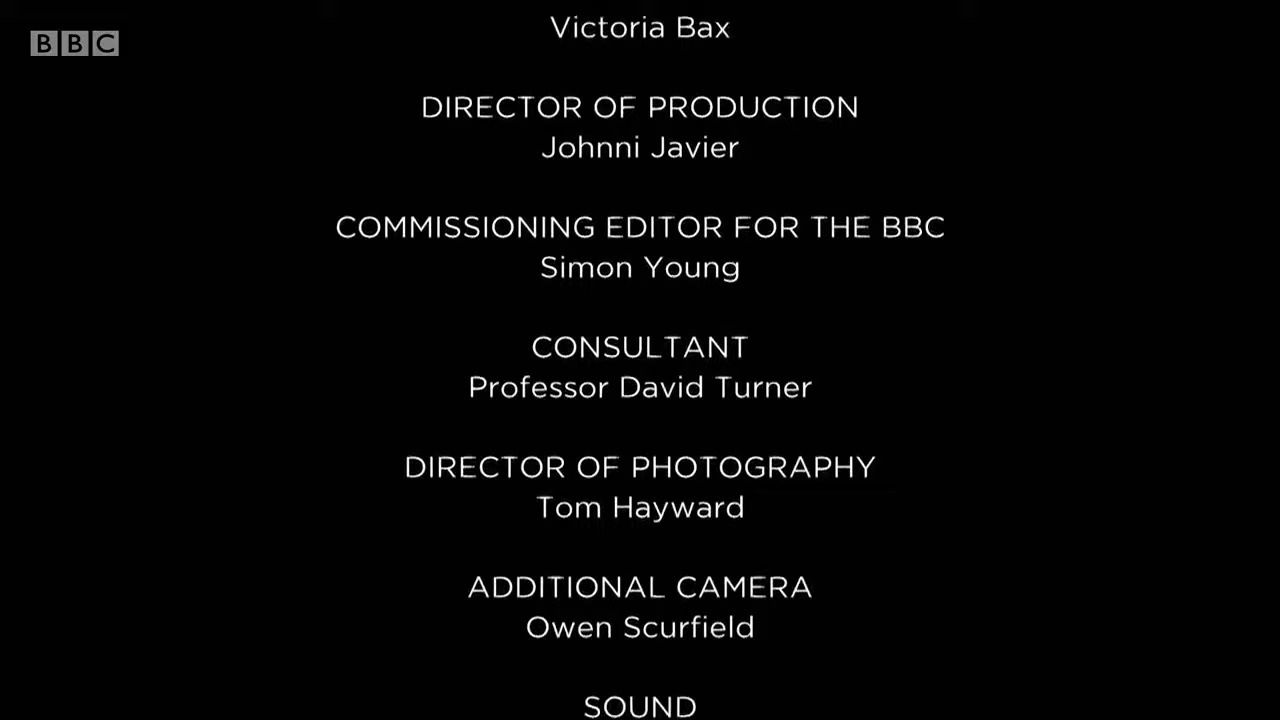 BBC
Victoria Bax
DIRECTOR OF PRODUCTION
Johnni Javier
COMMISSIONING EDITOR FOR THE BBC
Simon Young
CONSULTANT
Professor David Turner
DIRECTOR OF PHOTOGRAPHY
Tom Hayward
ADDITIONAL CAMERA
Owen Scurfield
SOUND